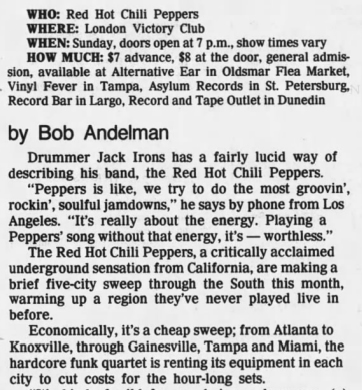 WHO: Red Hot Chili Peppers
WHERE: London Victory Club
WHEN: Sunday, doors open at 7 p.m., show times vary
HOW MUCH: $7 advance, $8 at the door, general admis-
sion, available at Alternative Ear in Oldsmar Flea Market,
Vinyl Fever in Tampa, Asylum Records in St. Petersburg,
Record Bar in Largo, Record and Tape Outlet in Dunedin
by Bob Andelman
Drummer Jack Irons has a fairly lucid way of
describing his band, the Red Hot Chili Peppers.
"Peppers is like, we try to do the most groovin',
rockin', soulful jamdowns," he says by phone from Los
Angeles. "It's really about the energy. Playing a
Peppers' song without that energy, it's — worthless."
The Red Hot Chili Peppers, a critically acclaimed
underground sensation from California, are making a
brief five-city sweep through the South this month,
warming up a region they've never played live in
before.
Economically, it's a cheap sweep; from Atlanta to
Knoxville, through Gainesville, Tampa and Miami, the
hardcore funk quartet is renting its equipment in each
city to cut costs for the hour-long sets.